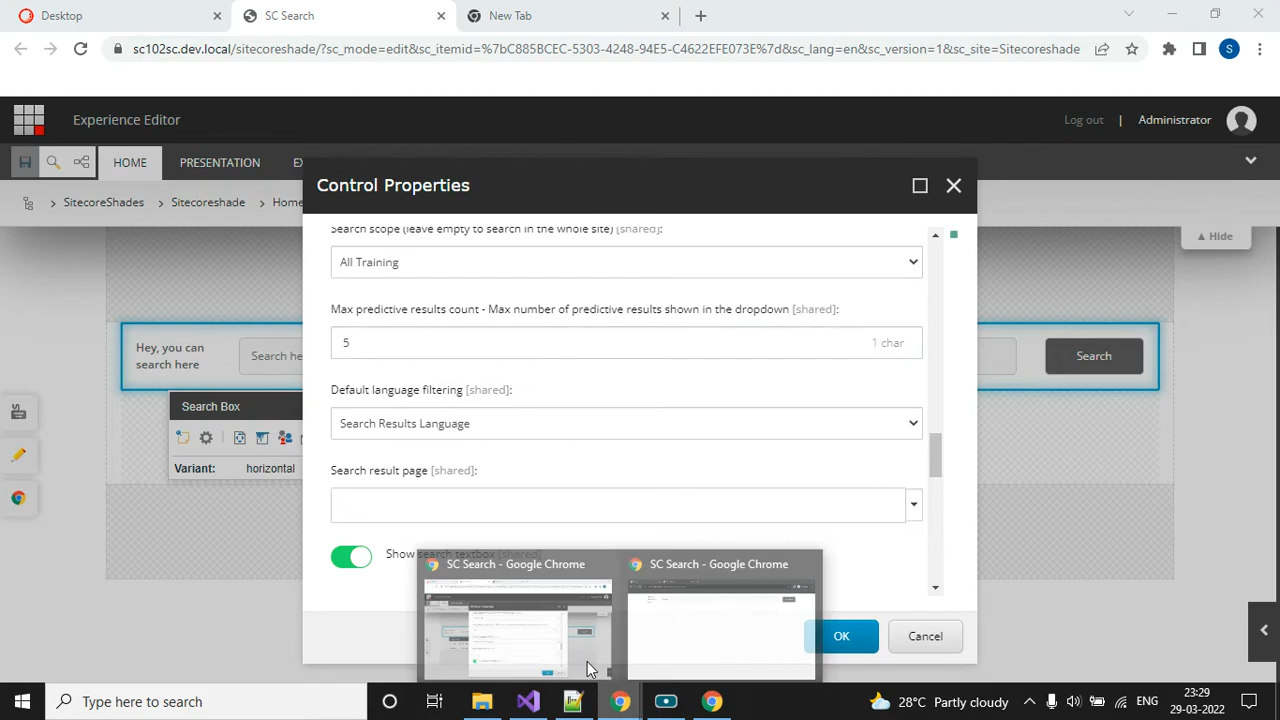 Desktop
SC Search
New Tab
sc102sc.dev.local/sitecoreshade/?sc_mode=edit&sc_itemid=%7bC885BCEC-5303-4248-94E5-C4622EFE073E%7d&sc_lang=en&sc_version=1&sc_site=Sitecoreshade
S
Experience Editor
Log out | Administrator
HOME
PRESENTATION
EX
SitecoreShades
Sitecoreshade
Home
▲ Hide
Control Properties
Search scope (leave empty to search in the whole site) [shared]:
All Training
Max predictive results count - Max number of predictive results shown in the dropdown [shared]:
5
1 char
Default language filtering [shared]:
Search Results Language
Search result page [shared]:
Show search textbox [shared]
OK
Cancel
Hey, you can
search here
Search he
Search
Search Box
Variant: horizontal
SC Search - Google Chrome
SC Search - Google Chrome
Type here to search
28°C Partly cloudy
ENG
23:29
29-03-2022